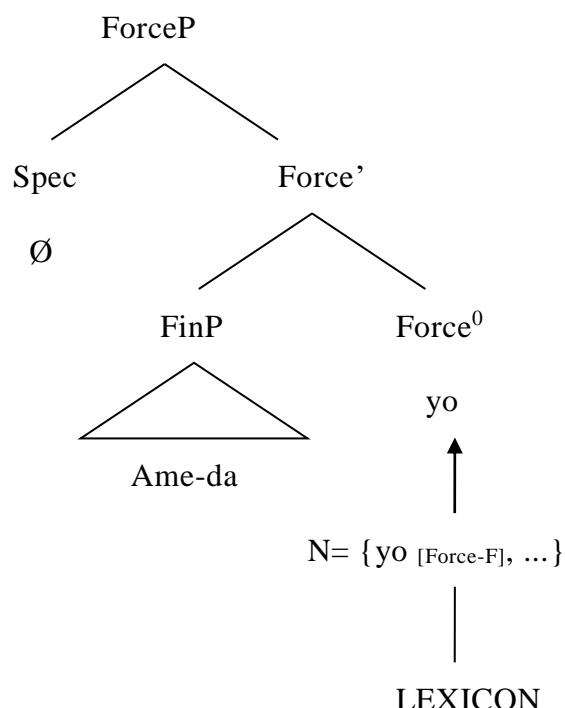 ForceP
Spec Force’
Ø
FinP Force⁰
yo
Ame-da
N= {yo [Force-F], ...}
LEXICON